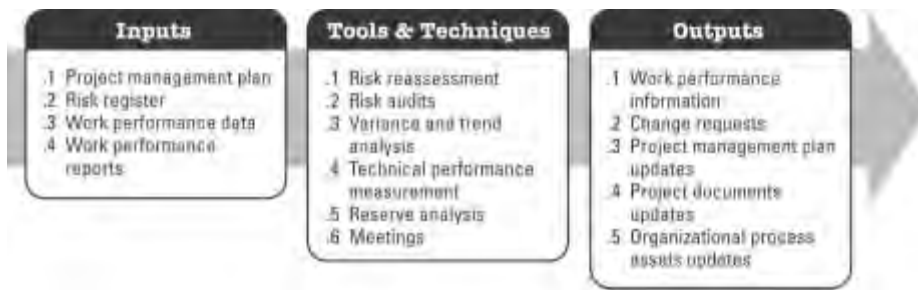 Inputs
.1 Project management plan
.2 Risk register
.3 Work performance data
.4 Work performance
reports
Tools & Techniques
.1 Risk reassessment
.2 Risk audits
.3 Variance and trend
analysis
.4 Technical performance
measurement
.5 Reserve analysis
.6 Meetings
Outputs
.1 Work performance
information
.2 Change requests
.3 Project management plan
updates
.4 Project documents
updates
.5 Organizational process
assets updates